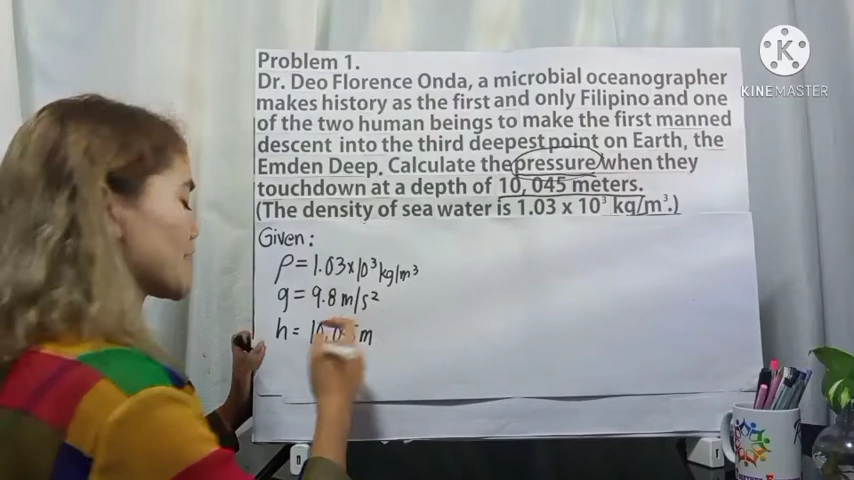 Problem 1.
Dr. Deo Florence Onda, a microbial oceanographer
makes history as the first and only Filipino and one
of the two human beings to make the first manned
descent into the third deepest point on Earth, the
Emden Deep. Calculate the pressure when they
touchdown at a depth of 10, 045 meters.
(The density of sea water is 1.03 x 10³ kg/m³.)
Given:
ρ = 1.03 x 10³ kg/m³
g = 9.8 m/s²
h = m
K
KINEMASTER